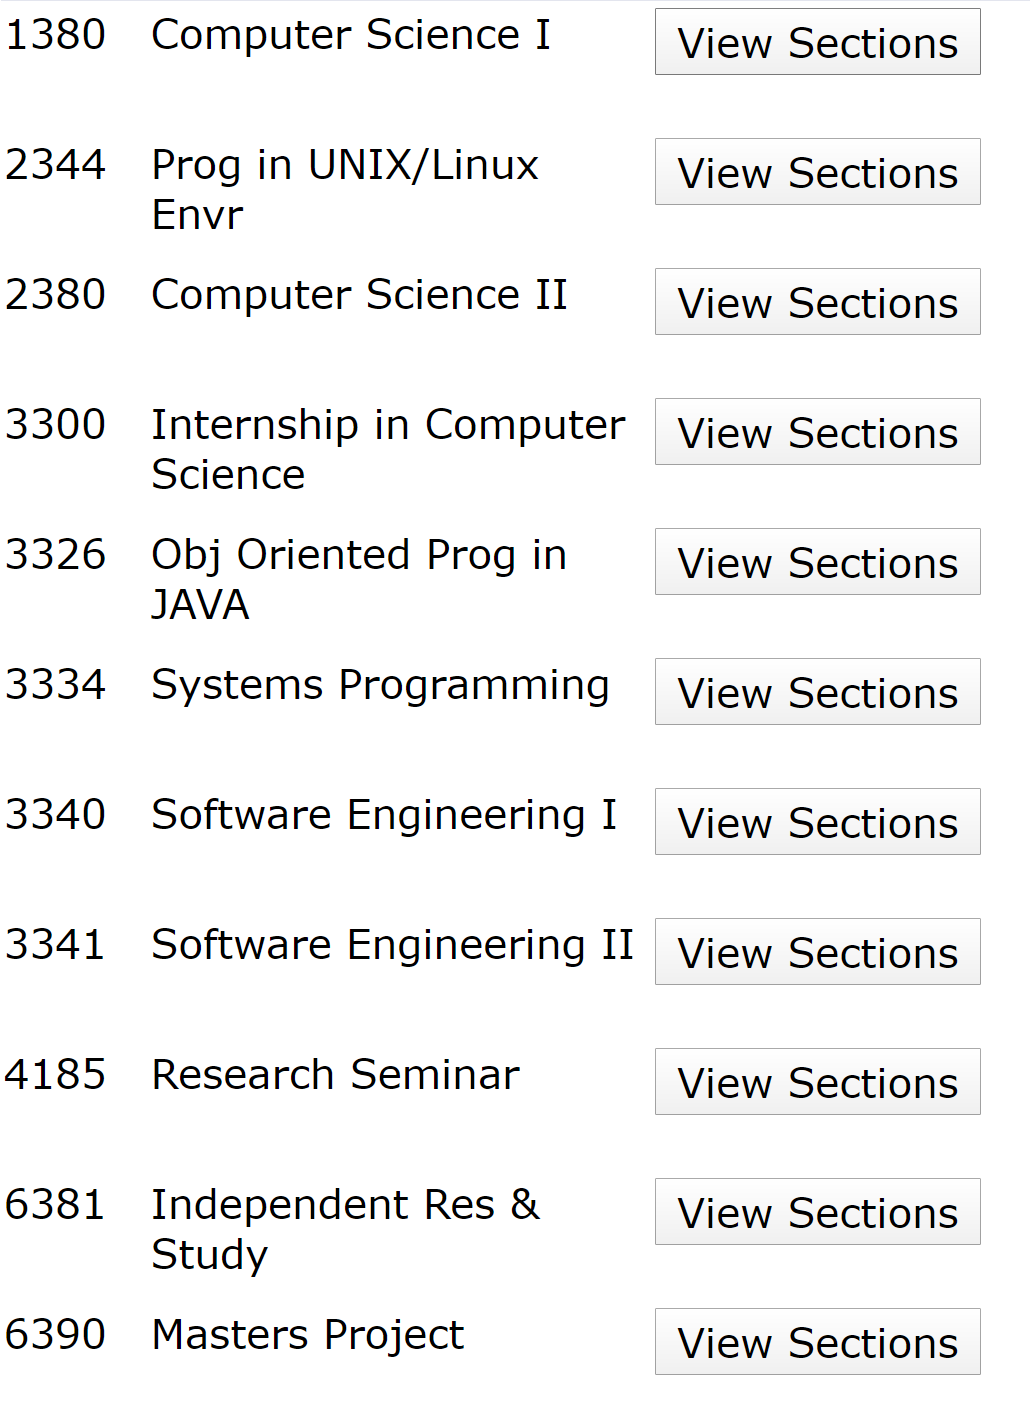 1380 Computer Science I View Sections
2344 Prog in UNIX/Linux View Sections
Envr
2380 Computer Science II View Sections
3300 Internship in Computer View Sections
Science
3326 Obj Oriented Prog in View Sections
JAVA
3334 Systems Programming View Sections
3340 Software Engineering I View Sections
3341 Software Engineering II View Sections
4185 Research Seminar View Sections
6381 Independent Res & View Sections
Study
6390 Masters Project View Sections